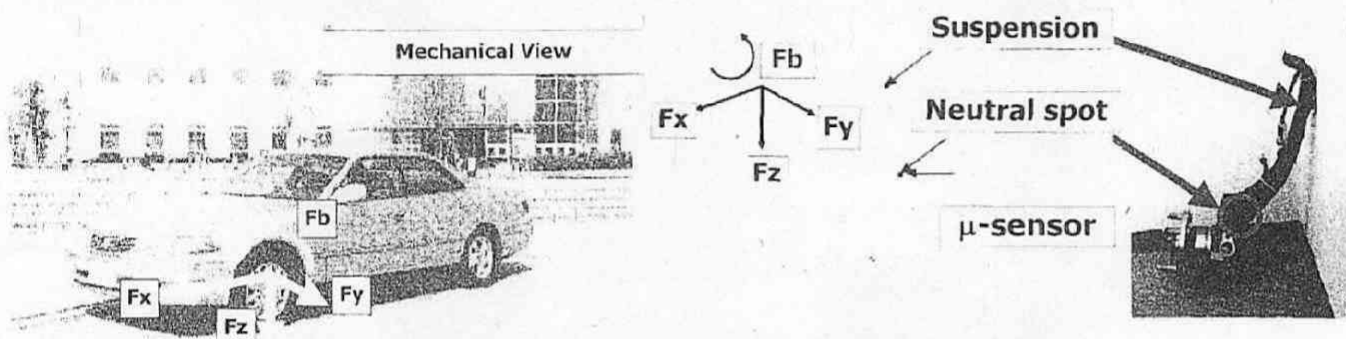 Mechanical View
Fb
Fx
Fy
Fz
Fb
Fx
Fy
Fz
Suspension
Neutral spot
μ-sensor